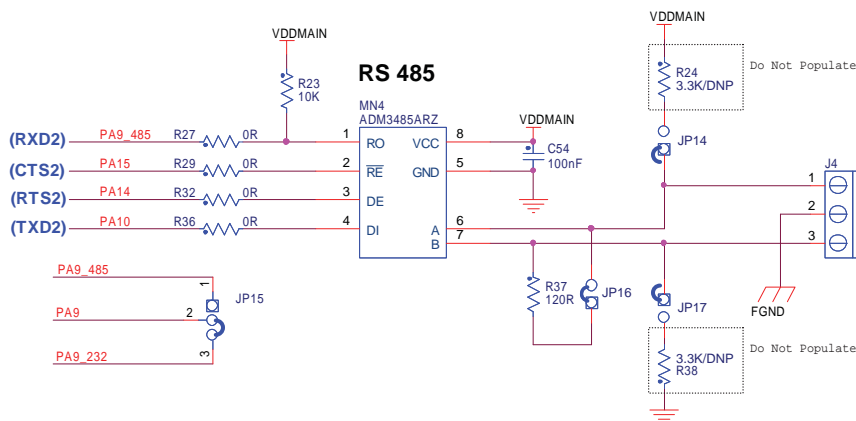 VDDMAIN
R23
10K
RS 485
MN4
ADM3485ARZ
(RXD2) PA9_485 R27 0R 1 RO VCC 8
(CTS2) PA15 R29 0R 2 RE GND 5
(RTS2) PA14 R32 0R 3 DE A 6
(TXD2) PA10 R36 0R 4 DI B 7
VDDMAIN
C54
100nF
VDDMAIN
Do Not Populate
R24
3.3K/DNP
JP14
J4
1
2
3
FGND
R37
120R
JP16
JP17
3.3K/DNP
R38
Do Not Populate
PA9_485 1
JP15
PA9 2
PA9_232 3